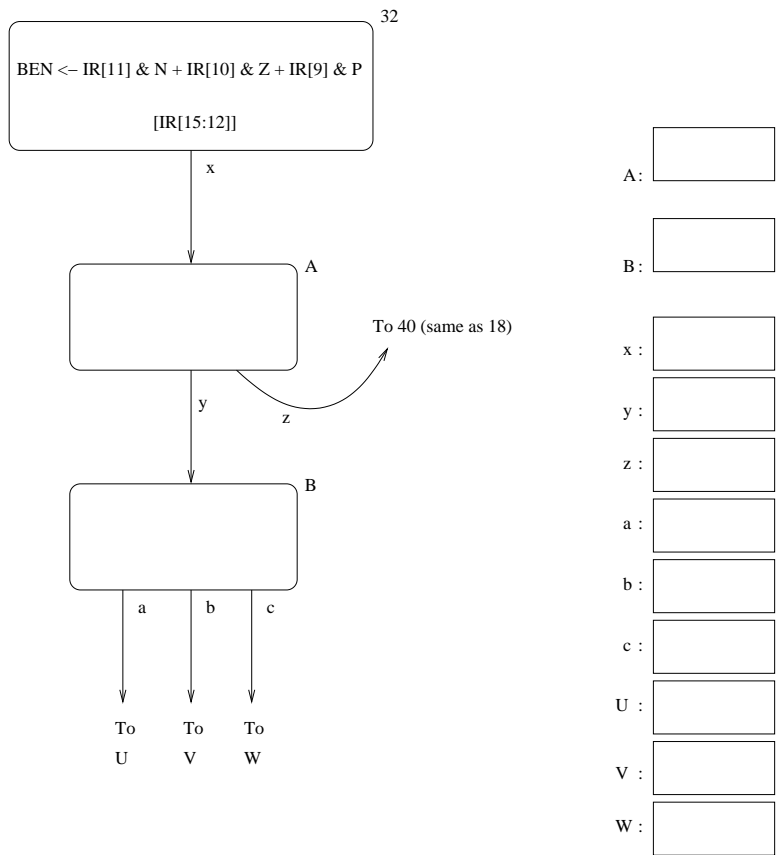 32
BEN <– IR[11] & N + IR[10] & Z + IR[9] & P
[IR[15:12]]
x
A
To 40 (same as 18)
y
z
B
a b c
To To To
U V W
A:
B:
x :
y :
z :
a :
b :
c :
U :
V :
W :